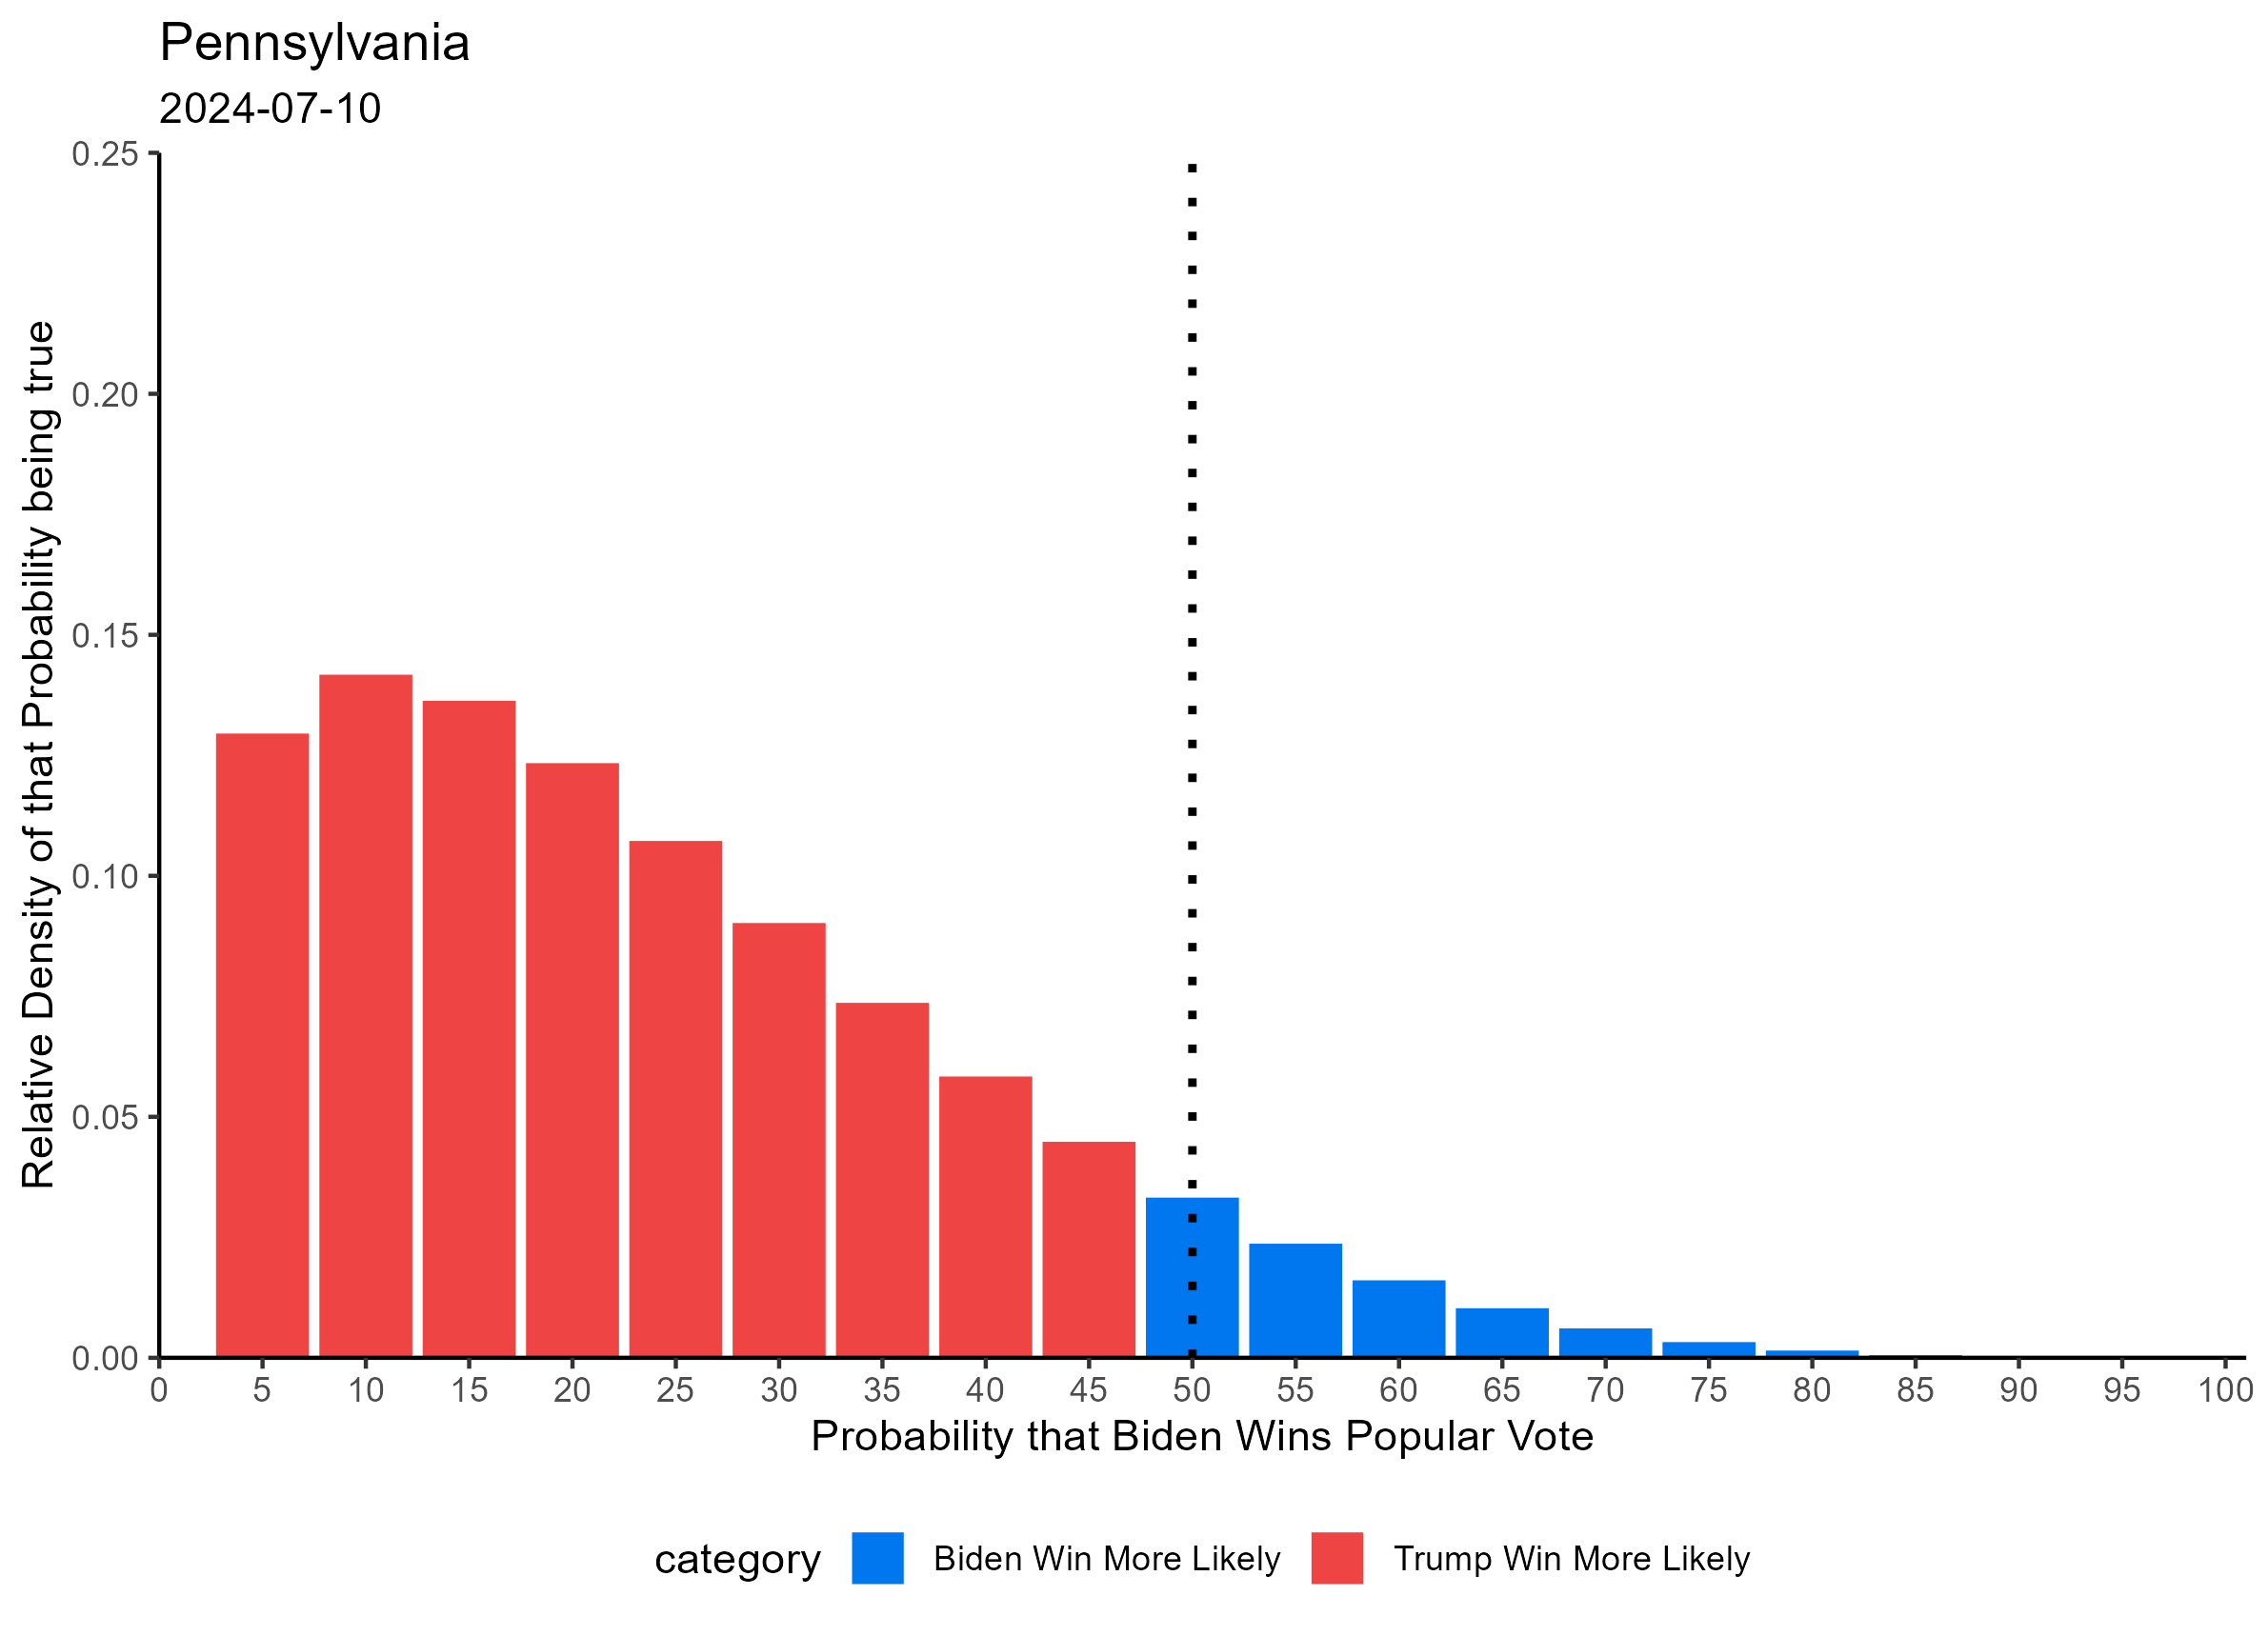 Pennsylvania
2024-07-10
Relative Density of that Probability being true
0.25
0.20
0.15
0.10
0.05
0.00
0 5 10 15 20 25 30 35 40 45 50 55 60 65 70 75 80 85 90 95 100
Probability that Biden Wins Popular Vote
category Biden Win More Likely Trump Win More Likely